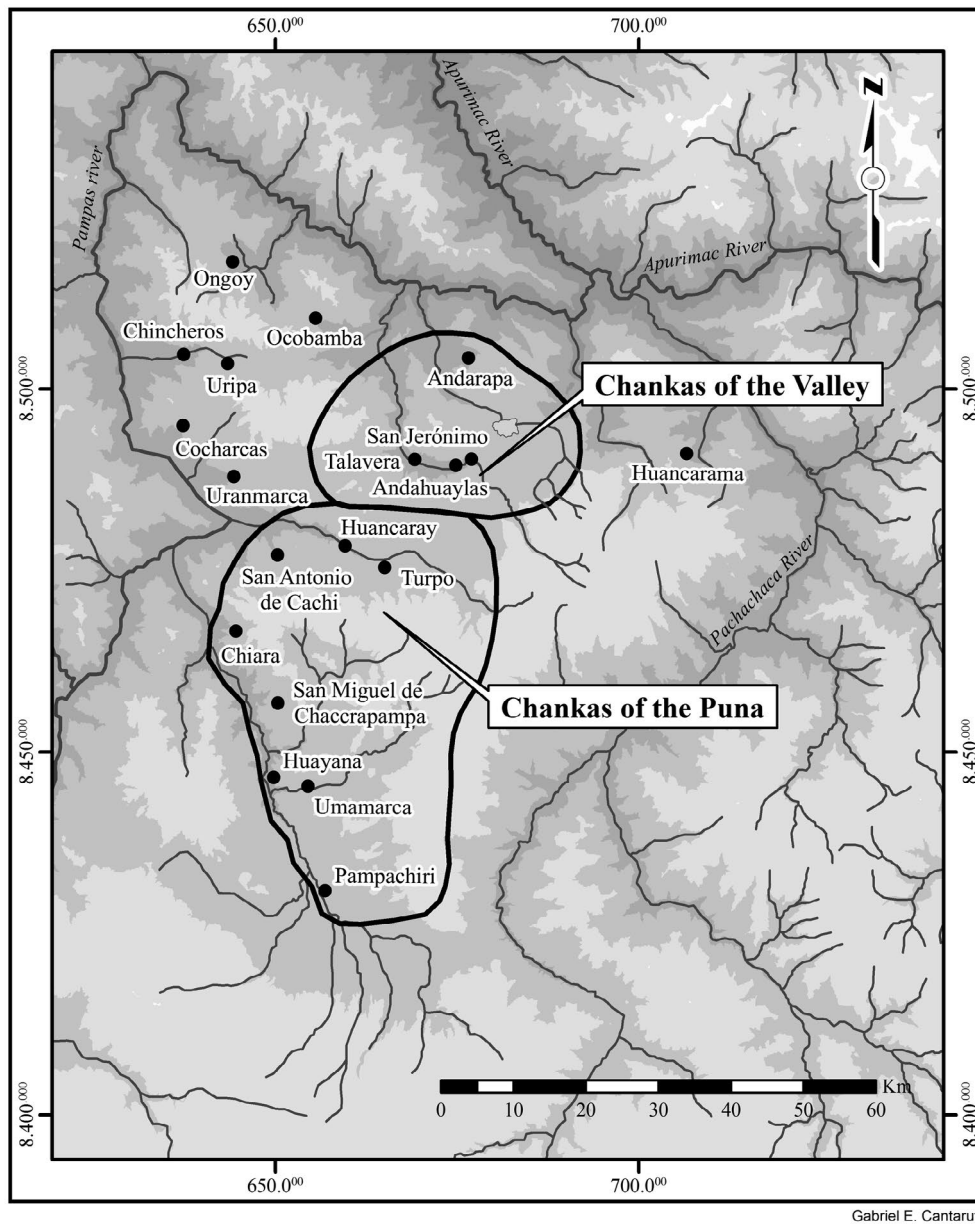 650.000
700.000
Apurimac River
Z
Pampas river
Apurimac River
Ongoy
Ocobamba
Chincheros
Uripa
Andarapa
8.500.000
Chankas of the Valley
8.500.000
Cocharcas
San Jerónimo
Talavera
Andahuaylas
Huancarama
Uranmarca
Huancaray
San Antonio
de Cachi
Turpo
Pachachaca River
Chiara
San Miguel de
Chaccrapampa
Chankas of the Puna
8.450.000
8.450.000
Huayana
Umamarca
Pampachiri
Km
0 10 20 30 40 50 60
8.400.000
8.400.000
650.000
700.000
Gabriel E. Cantaru